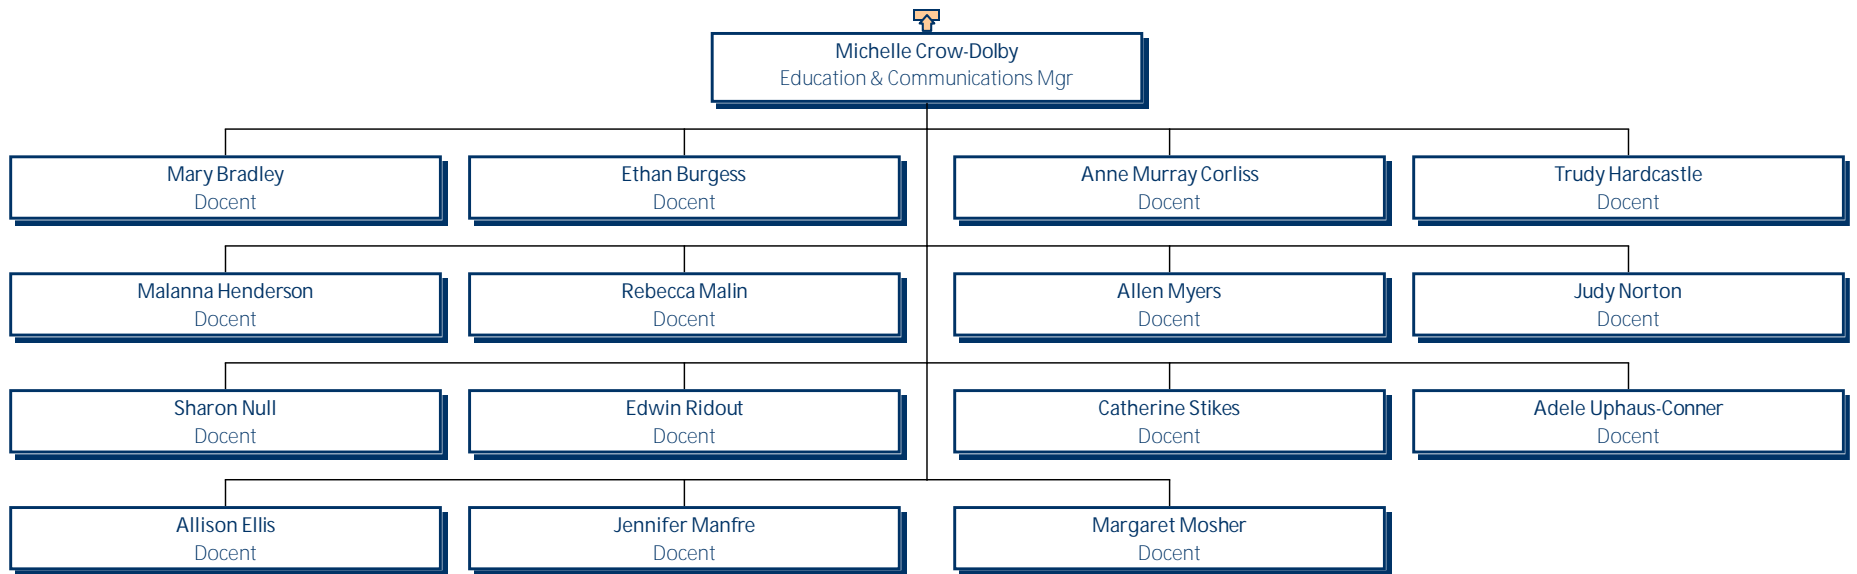 Michelle Crow-Dolby
Education & Communications Mgr
Mary Bradley
Docent
Ethan Burgess
Docent
Anne Murray Corliss
Docent
Trudy Hardcastle
Docent
Malanna Henderson
Docent
Rebecca Malin
Docent
Allen Myers
Docent
Judy Norton
Docent
Sharon Null
Docent
Edwin Ridout
Docent
Catherine Stikes
Docent
Adele Uphaus-Conner
Docent
Allison Ellis
Docent
Jennifer Manfre
Docent
Margaret Mosher
Docent